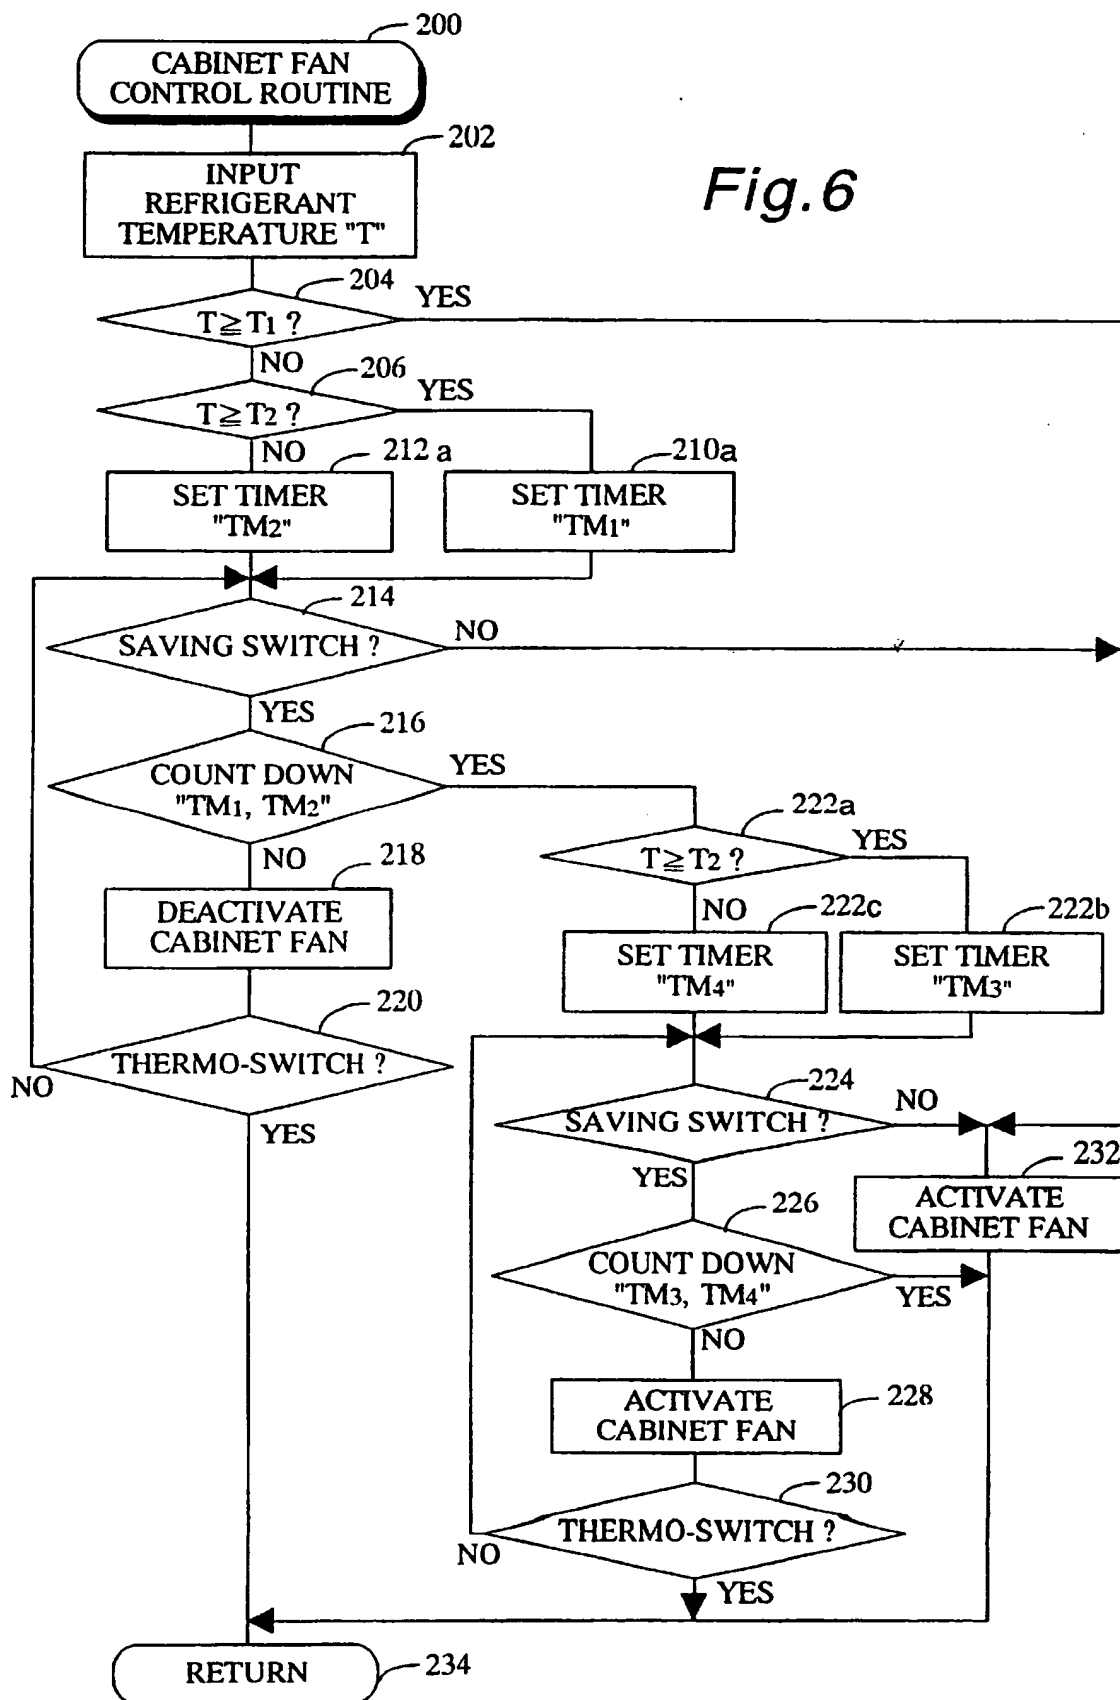 200
CABINET FAN
CONTROL ROUTINE
202
INPUT
REFRIGERANT
TEMPERATURE "T"
Fig.6
204
YES
T≧T1 ?
NO
206
YES
T≧T2 ?
NO
212 a
210a
SET TIMER
"TM2"
SET TIMER
"TM1"
214
SAVING SWITCH ?
NO
YES
216
COUNT DOWN
"TM1, TM2"
YES
NO
222a
T≧T2 ?
YES
NO
218
DEACTIVATE
CABINET FAN
222c
222b
SET TIMER
"TM4"
SET TIMER
"TM3"
220
THERMO-SWITCH ?
NO
YES
224
SAVING SWITCH ?
NO
YES
232
ACTIVATE
CABINET FAN
226
COUNT DOWN
"TM3, TM4"
YES
NO
228
ACTIVATE
CABINET FAN
230
THERMO-SWITCH ?
NO
YES
RETURN
234